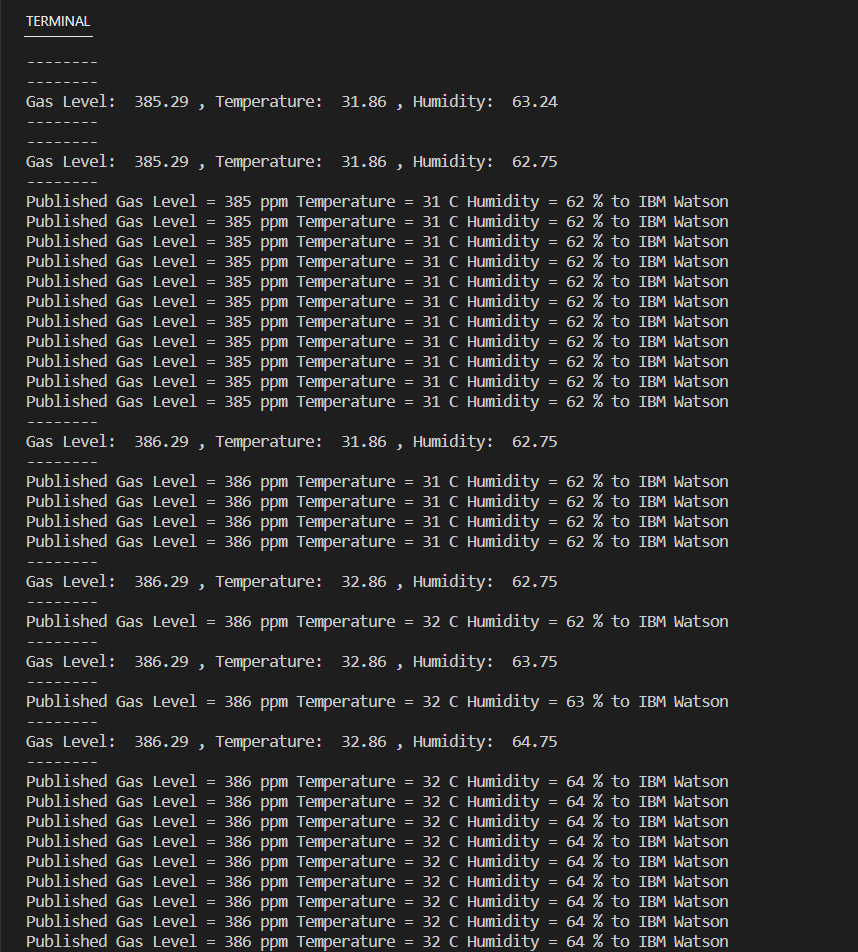 TERMINAL
--------
--------
Gas Level:  385.29 , Temperature:  31.86 , Humidity:  63.24
--------
--------
Gas Level:  385.29 , Temperature:  31.86 , Humidity:  62.75
--------
Published Gas Level = 385 ppm Temperature = 31 C Humidity = 62 % to IBM Watson
Published Gas Level = 385 ppm Temperature = 31 C Humidity = 62 % to IBM Watson
Published Gas Level = 385 ppm Temperature = 31 C Humidity = 62 % to IBM Watson
Published Gas Level = 385 ppm Temperature = 31 C Humidity = 62 % to IBM Watson
Published Gas Level = 385 ppm Temperature = 31 C Humidity = 62 % to IBM Watson
Published Gas Level = 385 ppm Temperature = 31 C Humidity = 62 % to IBM Watson
Published Gas Level = 385 ppm Temperature = 31 C Humidity = 62 % to IBM Watson
Published Gas Level = 385 ppm Temperature = 31 C Humidity = 62 % to IBM Watson
Published Gas Level = 385 ppm Temperature = 31 C Humidity = 62 % to IBM Watson
Published Gas Level = 385 ppm Temperature = 31 C Humidity = 62 % to IBM Watson
Published Gas Level = 385 ppm Temperature = 31 C Humidity = 62 % to IBM Watson
--------
Gas Level:  386.29 , Temperature:  31.86 , Humidity:  62.75
--------
Published Gas Level = 386 ppm Temperature = 31 C Humidity = 62 % to IBM Watson
Published Gas Level = 386 ppm Temperature = 31 C Humidity = 62 % to IBM Watson
Published Gas Level = 386 ppm Temperature = 31 C Humidity = 62 % to IBM Watson
Published Gas Level = 386 ppm Temperature = 31 C Humidity = 62 % to IBM Watson
--------
Gas Level:  386.29 , Temperature:  32.86 , Humidity:  62.75
--------
Published Gas Level = 386 ppm Temperature = 32 C Humidity = 62 % to IBM Watson
--------
Gas Level:  386.29 , Temperature:  32.86 , Humidity:  63.75
--------
Published Gas Level = 386 ppm Temperature = 32 C Humidity = 63 % to IBM Watson
--------
Gas Level:  386.29 , Temperature:  32.86 , Humidity:  64.75
--------
Published Gas Level = 386 ppm Temperature = 32 C Humidity = 64 % to IBM Watson
Published Gas Level = 386 ppm Temperature = 32 C Humidity = 64 % to IBM Watson
Published Gas Level = 386 ppm Temperature = 32 C Humidity = 64 % to IBM Watson
Published Gas Level = 386 ppm Temperature = 32 C Humidity = 64 % to IBM Watson
Published Gas Level = 386 ppm Temperature = 32 C Humidity = 64 % to IBM Watson
Published Gas Level = 386 ppm Temperature = 32 C Humidity = 64 % to IBM Watson
Published Gas Level = 386 ppm Temperature = 32 C Humidity = 64 % to IBM Watson
Published Gas Level = 386 ppm Temperature = 32 C Humidity = 64 % to IBM Watson
Published Gas Level = 386 ppm Temperature = 32 C Humidity = 64 % to IBM Watson